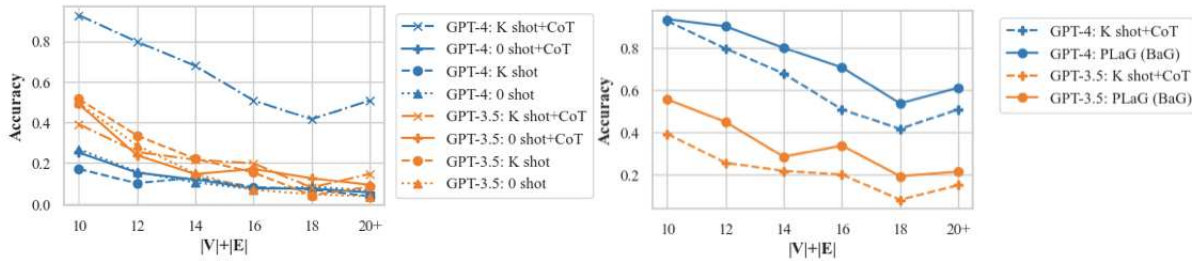 Accuracy
0.8
0.6
0.4
0.2
0.0
10 12 14 16 18 20+
|V|+|E|
GPT-4: K shot+CoT
GPT-4: 0 shot+CoT
GPT-4: K shot
GPT-4: 0 shot
GPT-3.5: K shot+CoT
GPT-3.5: 0 shot+CoT
GPT-3.5: K shot
GPT-3.5: 0 shot
Accuracy
0.8
0.6
0.4
0.2
10 12 14 16 18 20+
|V|+|E|
GPT-4: K shot+CoT
GPT-4: PLaG (BaG)
GPT-3.5: K shot+CoT
GPT-3.5: PLaG (BaG)